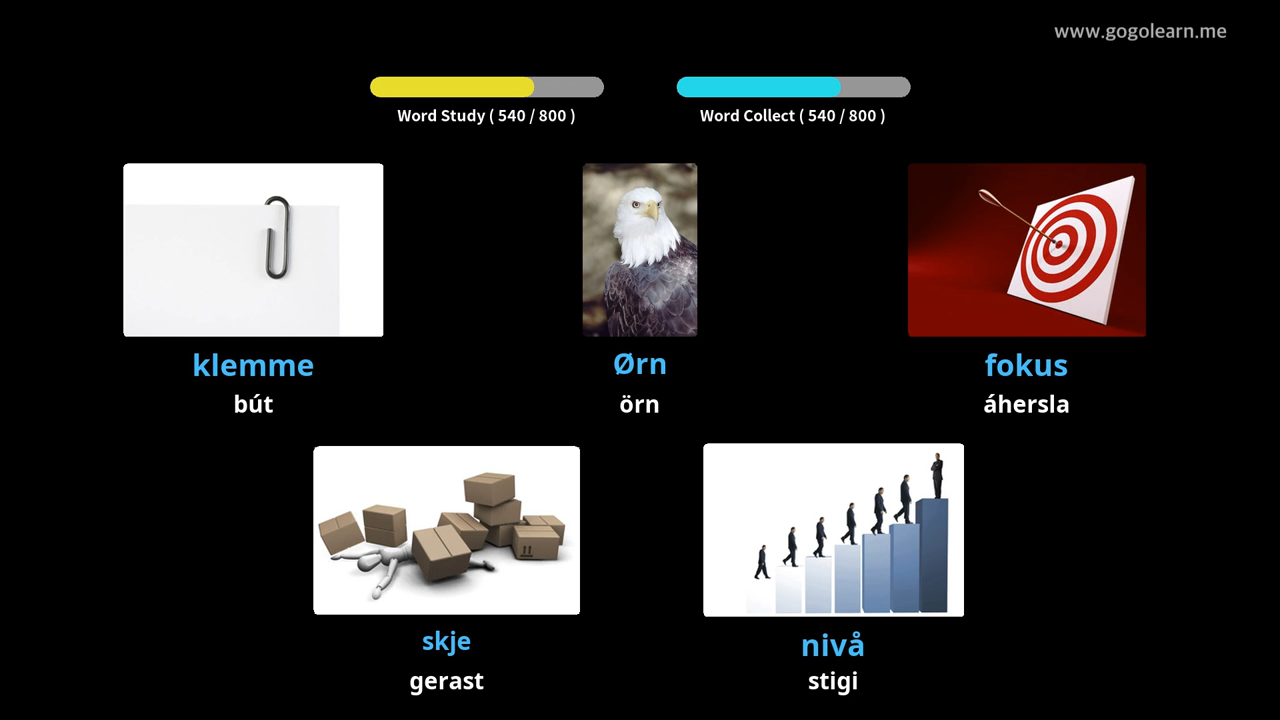 www.gogolearn.me
Word Study ( 540 / 800 )
Word Collect ( 540 / 800 )
klemme
bút
Ørn
örn
fokus
áhersla
skje
gerast
nivå
stigi